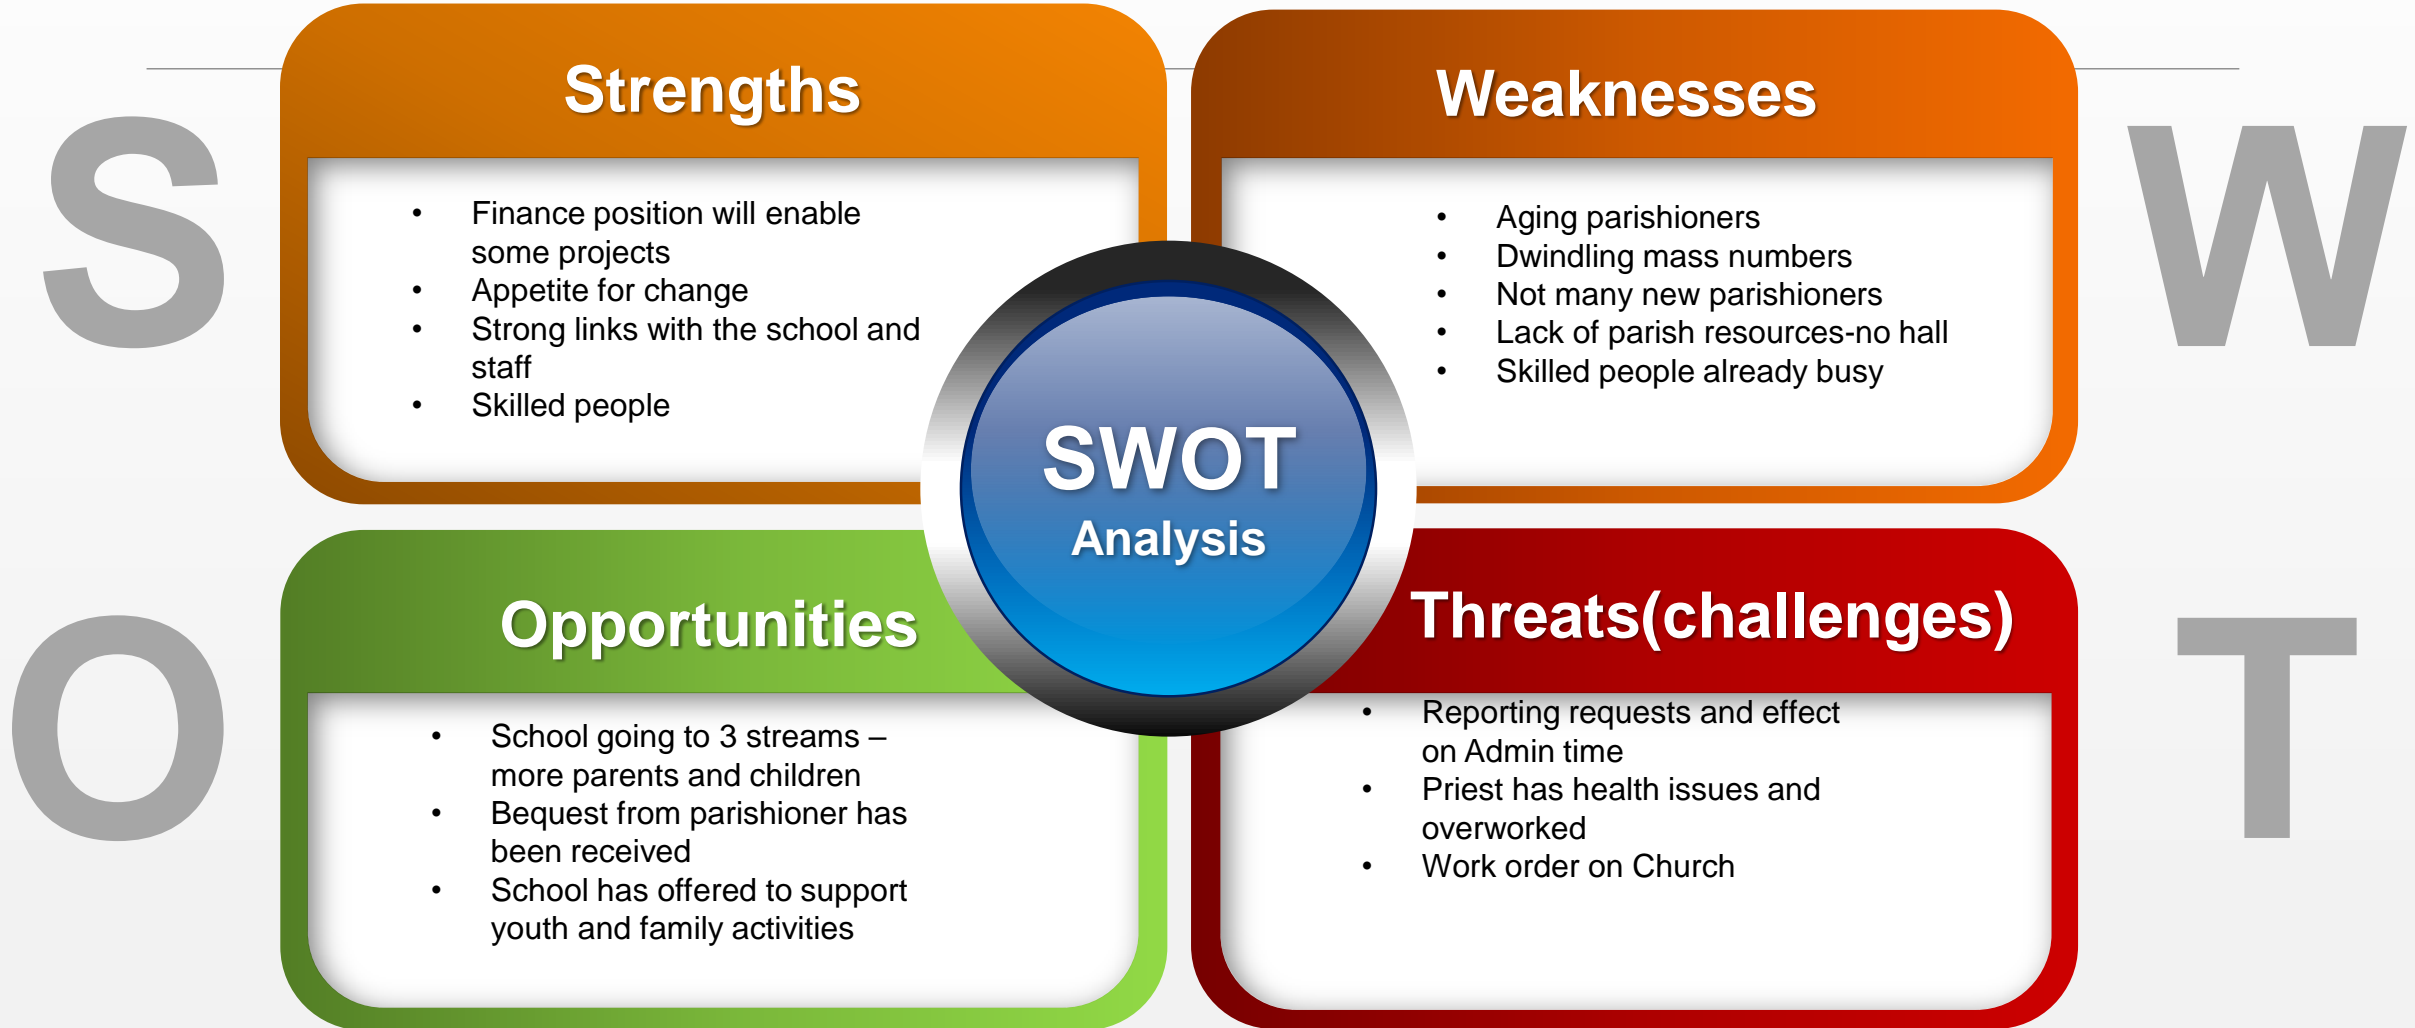 S
Strengths
• Finance position will enable
some projects
• Appetite for change
• Strong links with the school and
staff
• Skilled people
W
Weaknesses
• Aging parishioners
• Dwindling mass numbers
• Not many new parishioners
• Lack of parish resources-no hall
• Skilled people already busy
SWOT
Analysis
O
Opportunities
• School going to 3 streams –
more parents and children
• Bequest from parishioner has
been received
• School has offered to support
youth and family activities
T
Threats(challenges)
• Reporting requests and effect
on Admin time
• Priest has health issues and
overworked
• Work order on Church